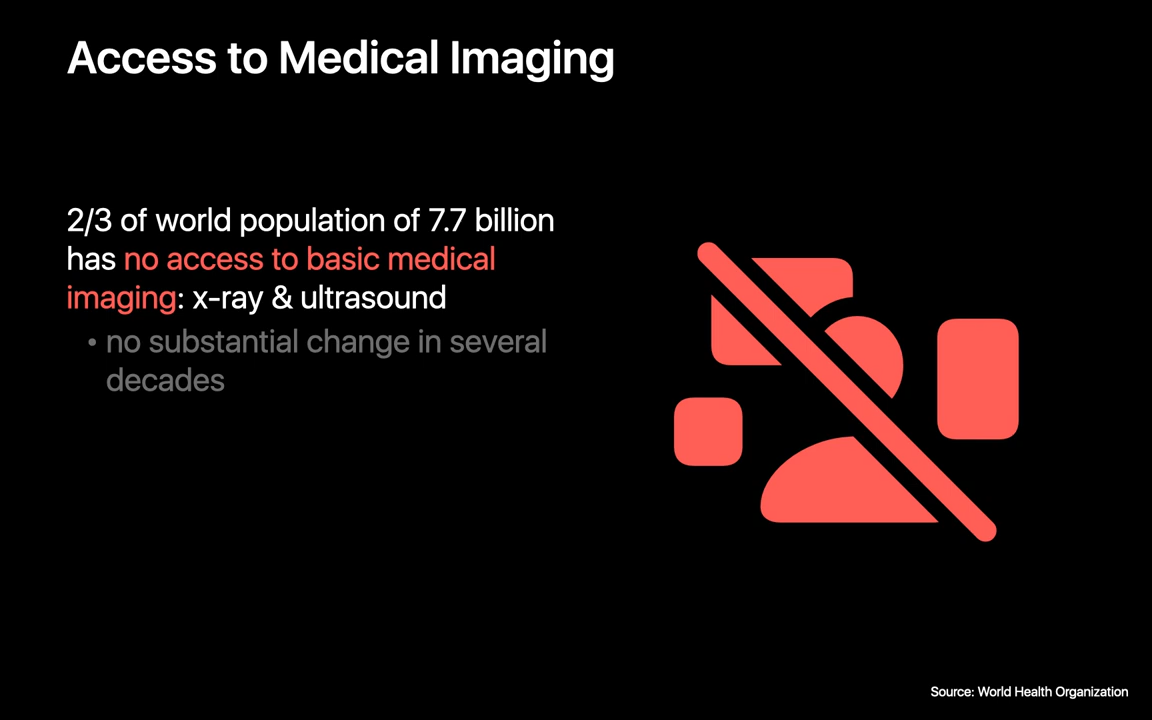 Access to Medical Imaging
2/3 of world population of 7.7 billion
has no access to basic medical
imaging: x-ray & ultrasound
• no substantial change in several
decades
Source: World Health Organization